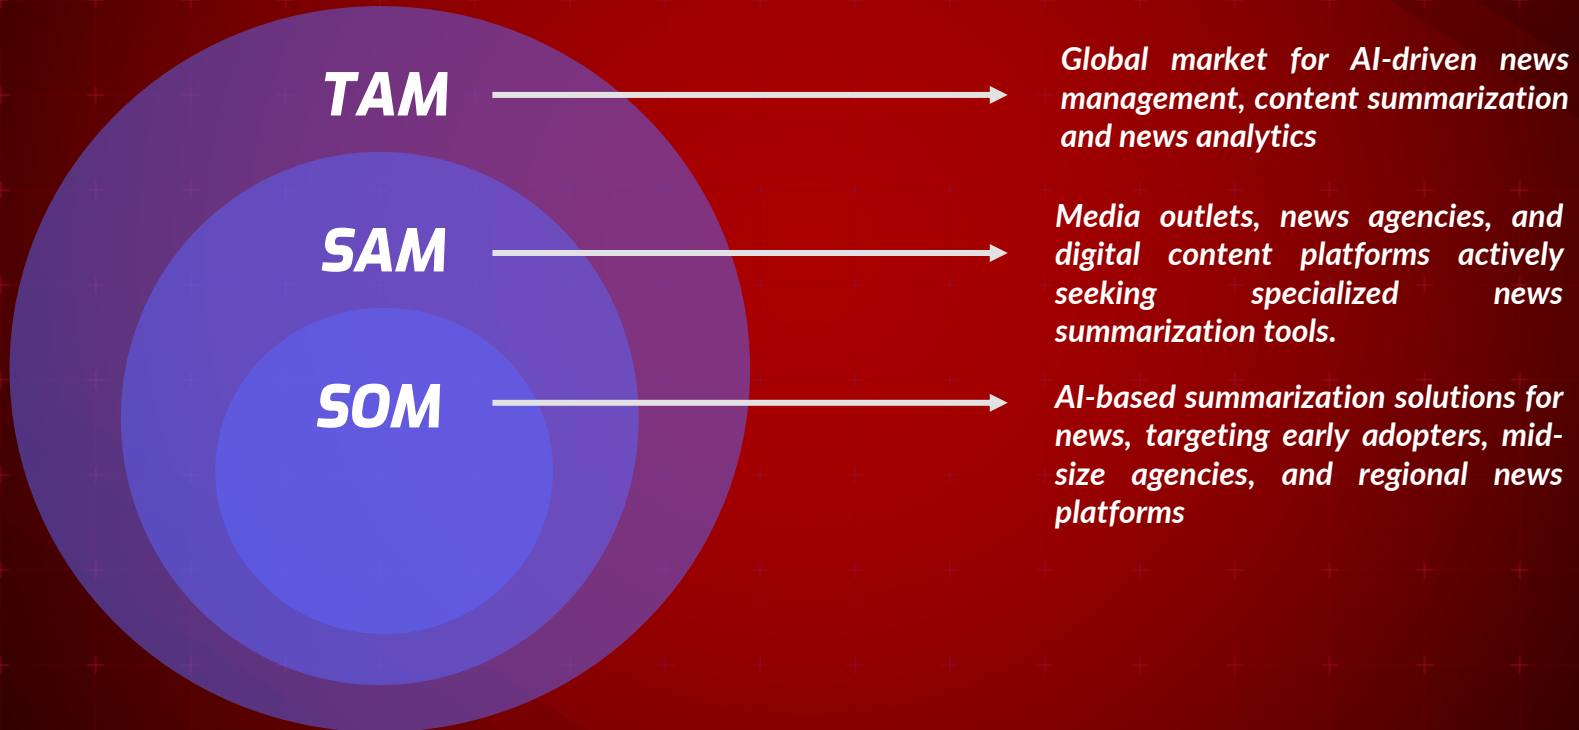 TAM
Global market for AI-driven news
management, content summarization
and news analytics
SAM
Media outlets, news agencies, and
digital content platforms actively
seeking specialized news
summarization tools.
SOM
AI-based summarization solutions for
news, targeting early adopters, mid-
size agencies, and regional news
platforms